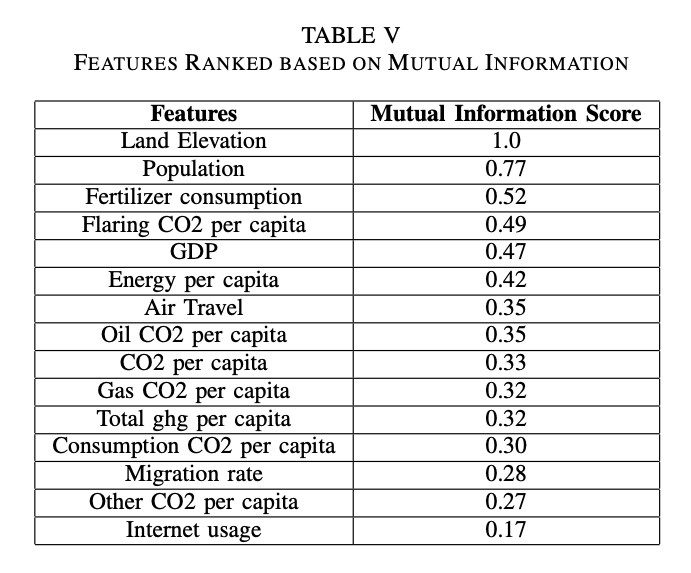 TABLE V
FEATURES RANKED BASED ON MUTUAL INFORMATION
Features Mutual Information Score
Land Elevation 1.0
Population 0.77
Fertilizer consumption 0.52
Flaring CO2 per capita 0.49
GDP 0.47
Energy per capita 0.42
Air Travel 0.35
Oil CO2 per capita 0.35
CO2 per capita 0.33
Gas CO2 per capita 0.32
Total ghg per capita 0.32
Consumption CO2 per capita 0.30
Migration rate 0.28
Other CO2 per capita 0.27
Internet usage 0.17